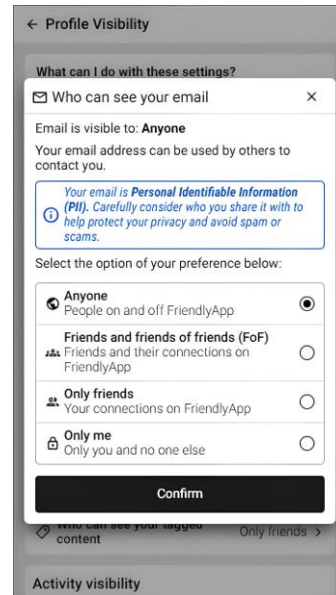 Profile Visibility
What can I do with these settings?
Who can see your email
Email is visible to: Anyone
Your email address can be used by others to
contact you.
Your email is Personal Identifiable Information
(PII). Carefully consider who you share it with to
help protect your privacy and avoid spam or
scams.
Select the option of your preference below:
Anyone
People on and off FriendlyApp
Friends and friends of friends (FoF)
Friends and their connections on
FriendlyApp
Only friends
Your connections on FriendlyApp
Only me
Only you and no one else
Confirm
Who can see your tagged
content
Only friends
Activity visibility